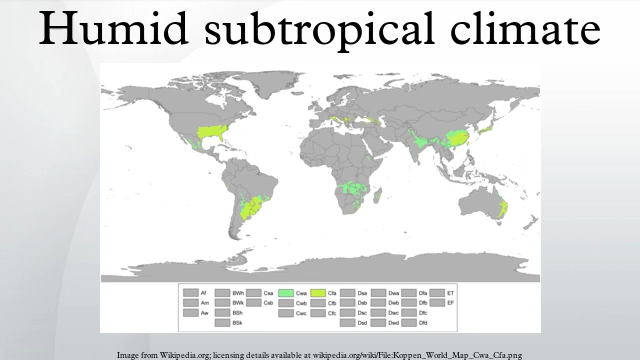 Humid subtropical climate
Af BWh Csa Cwa Cfa Dsa Dwa Dfa ET
Am BWk Csb Cwb Cfb Dsb Dwb Dfb EF
Aw BSh Cwc Cfc Dsc Dwc Dfc
BSk Dsd Dwd Dfd
Image from Wikipedia.org; licensing details available at wikipedia.org/wiki/File:Koppen_World_Map_Cwa_Cfa.png